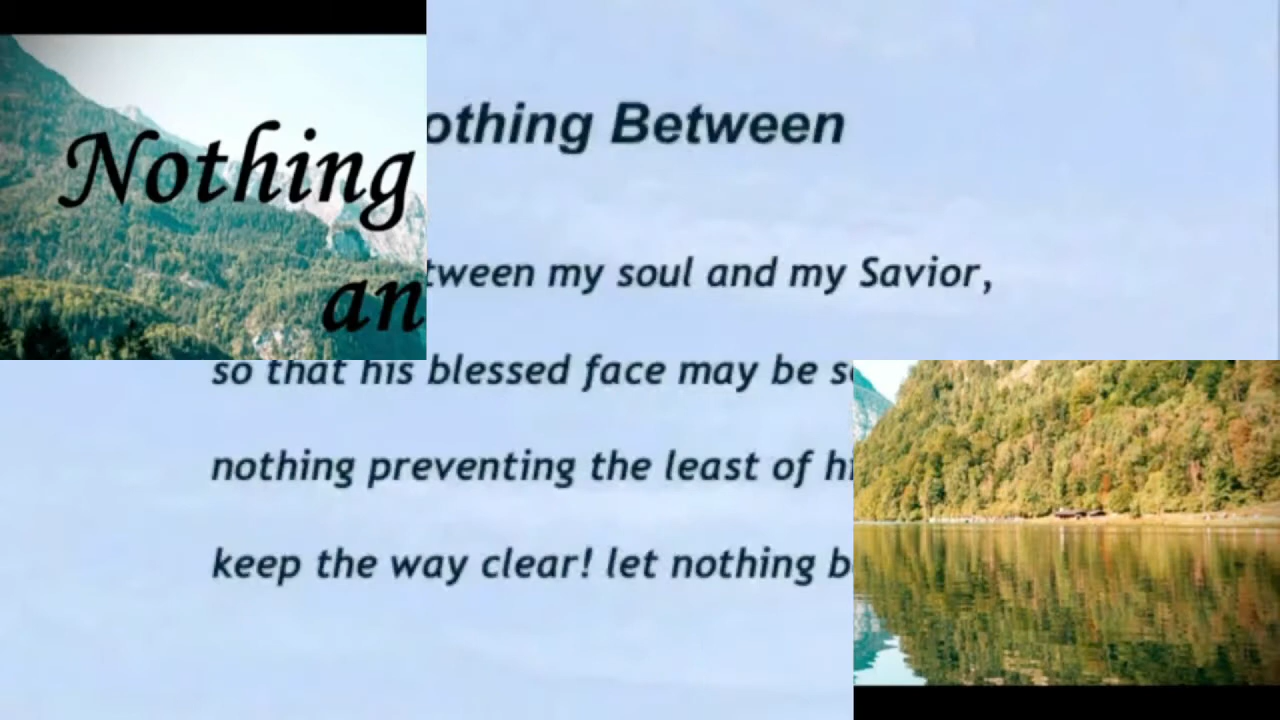 Nothing
an
othing Between
tween my soul and my Savior,
so that his blessed face may be s
nothing preventing the least of hi
keep the way clear! let nothing b